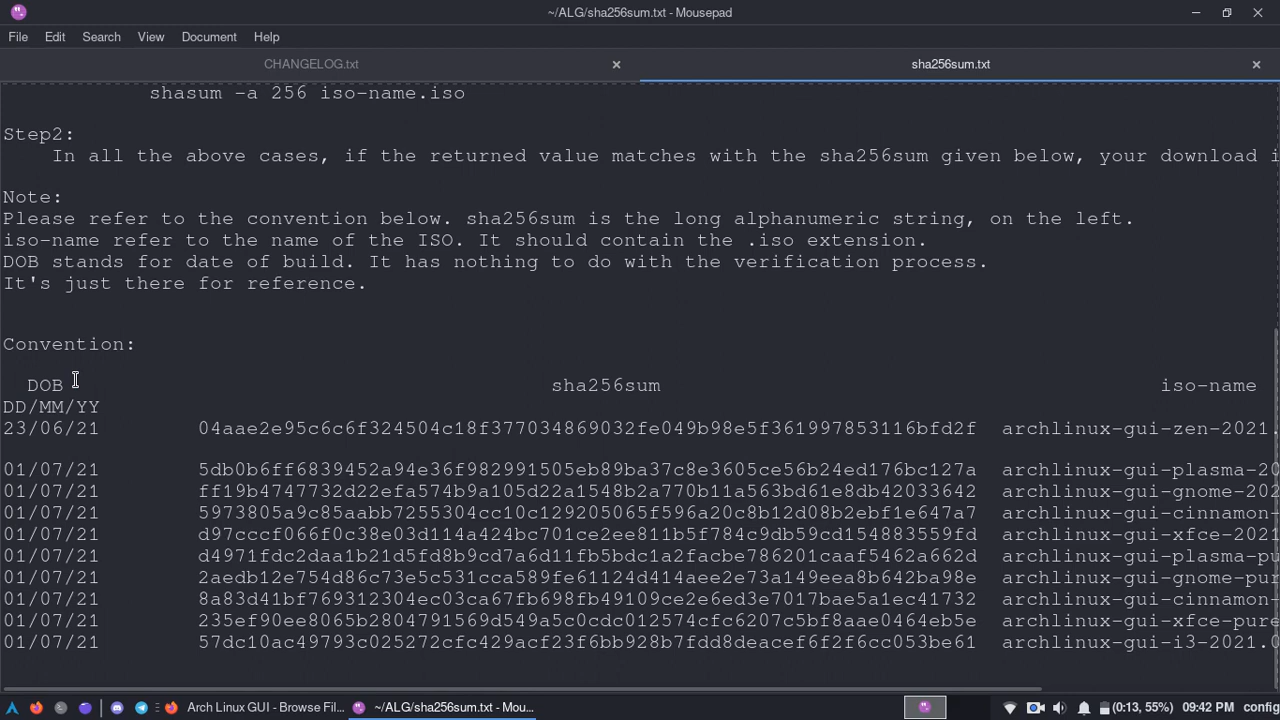 ~/ALG/sha256sum.txt - Mousepad
File Edit Search View Document Help
CHANGELOG.txt sha256sum.txt
shasum -a 256 iso-name.iso
Step2:
In all the above cases, if the returned value matches with the sha256sum given below, your download i
Note:
Please refer to the convention below. sha256sum is the long alphanumeric string, on the left.
iso-name refer to the name of the ISO. It should contain the .iso extension.
DOB stands for date of build. It has nothing to do with the verification process.
It's just there for reference.
Convention:
DOB sha256sum iso-name
DD/MM/YY
23/06/21 04aae2e95c6c6f324504c18f377034869032fe049b98e5f361997853116bfd2f archlinux-gui-zen-2021.
01/07/21 5db0b6ff6839452a94e36f982991505eb89ba37c8e3605ce56b24ed176bc127a archlinux-gui-plasma-20
01/07/21 ff19b4747732d22efa574b9a105d22a1548b2a770b11a563bd61e8db42033642 archlinux-gui-gnome-202
01/07/21 5973805a9c85aabb7255304cc10c129205065f596a20c8b12d08b2ebf1e647a7 archlinux-gui-cinnamon-
01/07/21 d97cccf066f0c38e03d114a424bc701ce2ee811b5f784c9db59cd154883559fd archlinux-gui-xfce-2021
01/07/21 d4971fdc2daa1b21d5fd8b9cd7a6d11fb5bdc1a2facbe786201caaf5462a662d archlinux-gui-plasma-pu
01/07/21 2aedb12e754d86c73e5c531cca589fe61124d414aee2e73a149eea8b642ba98e archlinux-gui-gnome-pur
01/07/21 8a83d41bf769312304ec03ca67fb698fb49109ce2e6ed3e7017bae5a1ec41732 archlinux-gui-cinnamon-
01/07/21 235ef90ee8065b2804791569d549a5c0cdc012574cfc6207c5bf8aae0464eb5e archlinux-gui-xfce-pure
01/07/21 57dc10ac49793c025272cfc429acf23f6bb928b7fdd8deacef6f2f6cc053be61 archlinux-gui-i3-2021.0
Arch Linux GUI - Browse Fil... ~/ALG/sha256sum.txt - Mou... (0:13, 55%) 09:42 PM config